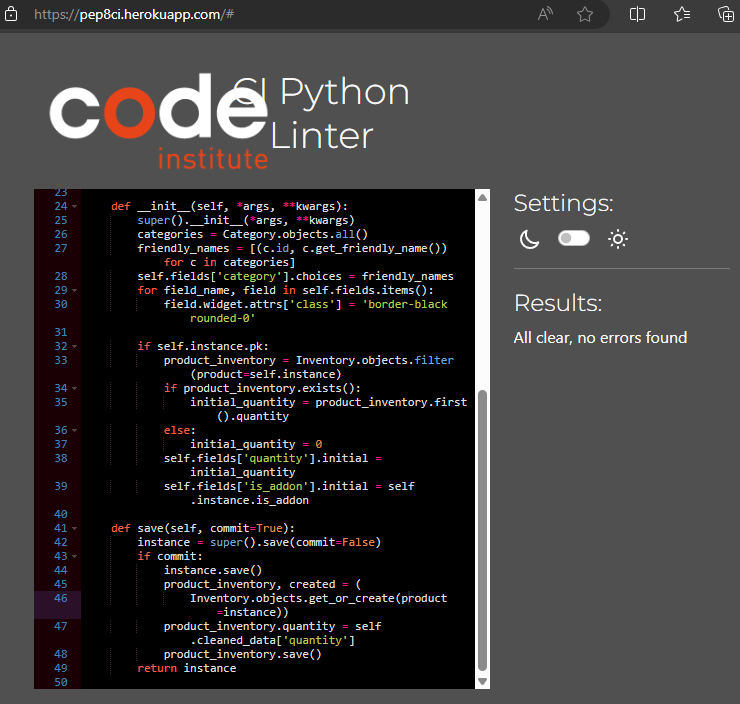 https://pep8ci.herokuapp.com/#
code
institute
CI Python
Linter
23
24 def __init__(self, *args, **kwargs):
25 super().__init__(*args, **kwargs)
26 categories = Category.objects.all()
27 friendly_names = [(c.id, c.get_friendly_name())
for c in categories]
28 self.fields['category'].choices = friendly_names
29 for field_name, field in self.fields.items():
30 field.widget.attrs['class'] = 'border-black
rounded-0'
31
32 if self.instance.pk:
33 product_inventory = Inventory.objects.filter
(product=self.instance)
34 if product_inventory.exists():
35 initial_quantity = product_inventory.first
().quantity
36 else:
37 initial_quantity = 0
38 self.fields['quantity'].initial =
initial_quantity
39 self.fields['is_addon'].initial = self
.instance.is_addon
40
41 def save(self, commit=True):
42 instance = super().save(commit=False)
43 if commit:
44 instance.save()
45 product_inventory, created = (
46 Inventory.objects.get_or_create(product
=instance))
47 product_inventory.quantity = self
.cleaned_data['quantity']
48 product_inventory.save()
49 return instance
50
Settings:
Results:
All clear, no errors found